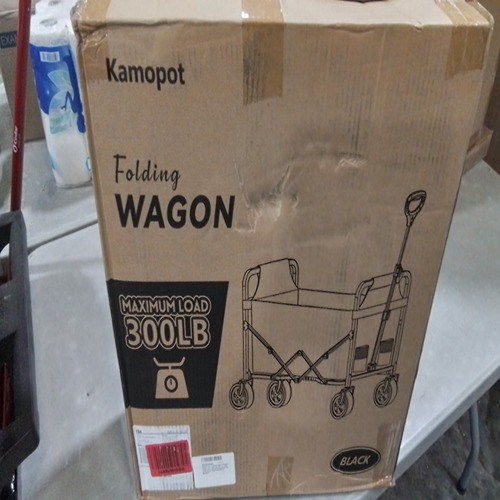 Kamopot
Folding
WAGON
MAXIMUM LOAD
300LB
BLACK